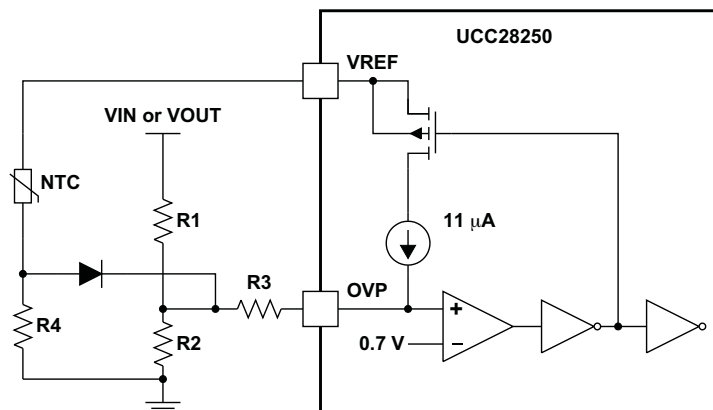 UCC28250
VREF
VIN or VOUT
NTC
R1
11 μA
R3
OVP
R4
R2
+
0.7 V
−